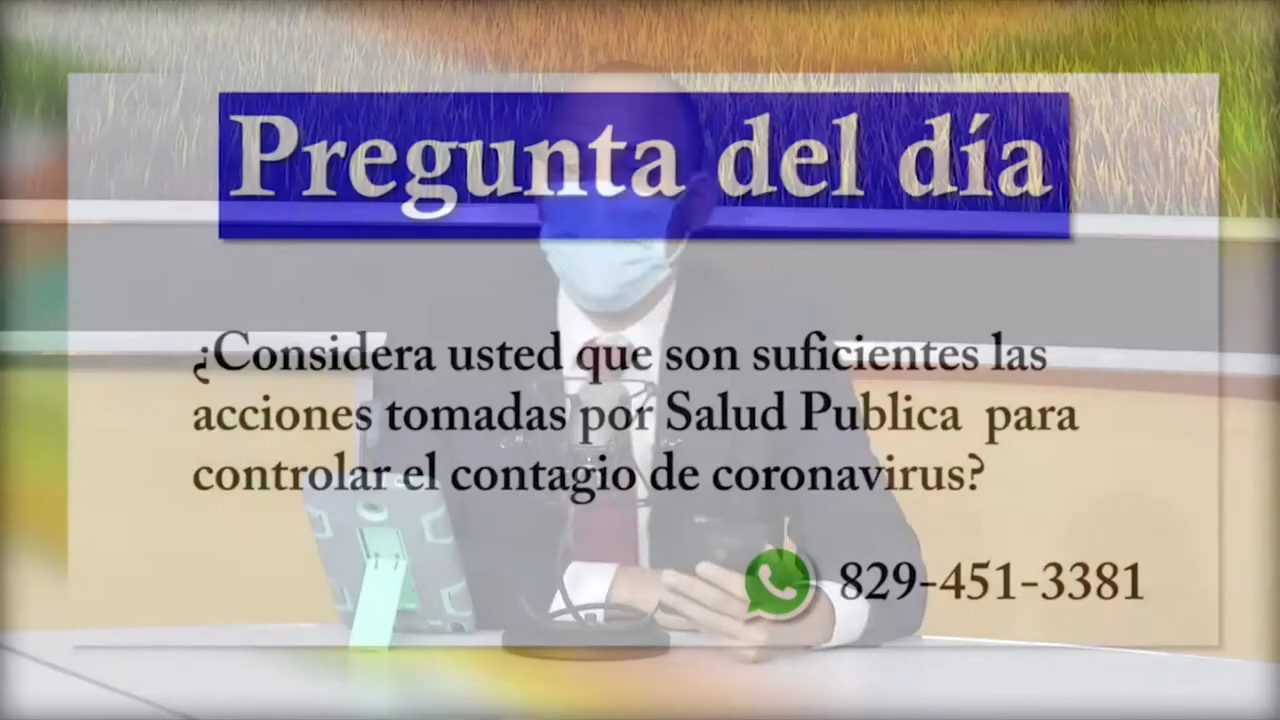 Pregunta del día
¿Considera usted que son suficientes las
acciones tomadas por Salud Publica para
controlar el contagio de coronavirus?
829-451-3381